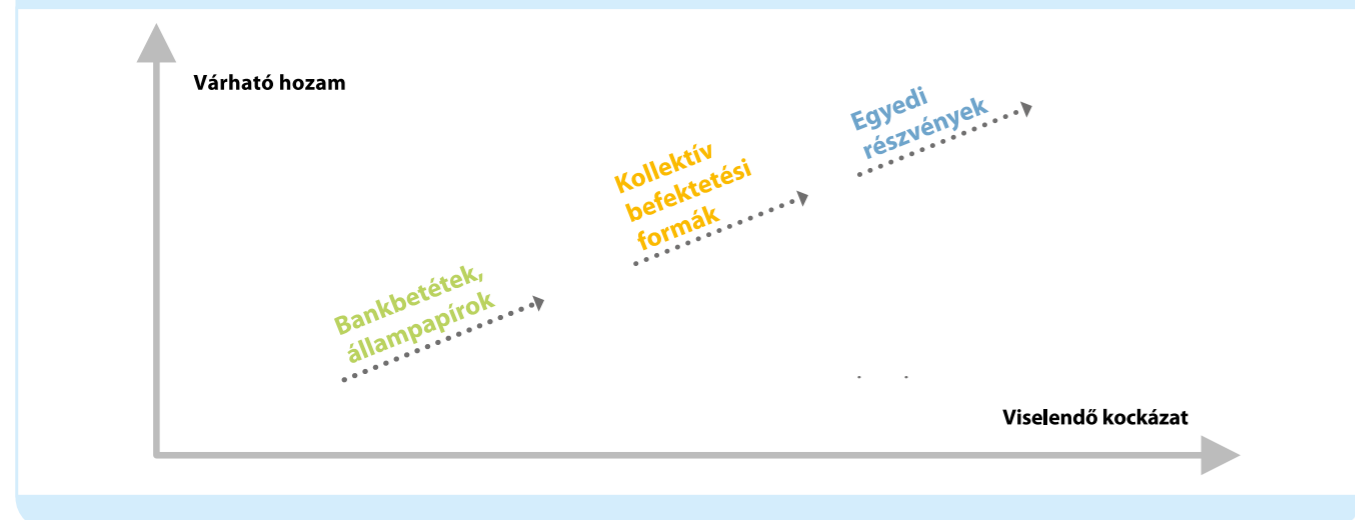 Várható hozam
Egyedi
részvények
Kollektív
befektetési
formák
Bankbetétek,
állampapírok
Viselendő kockázat